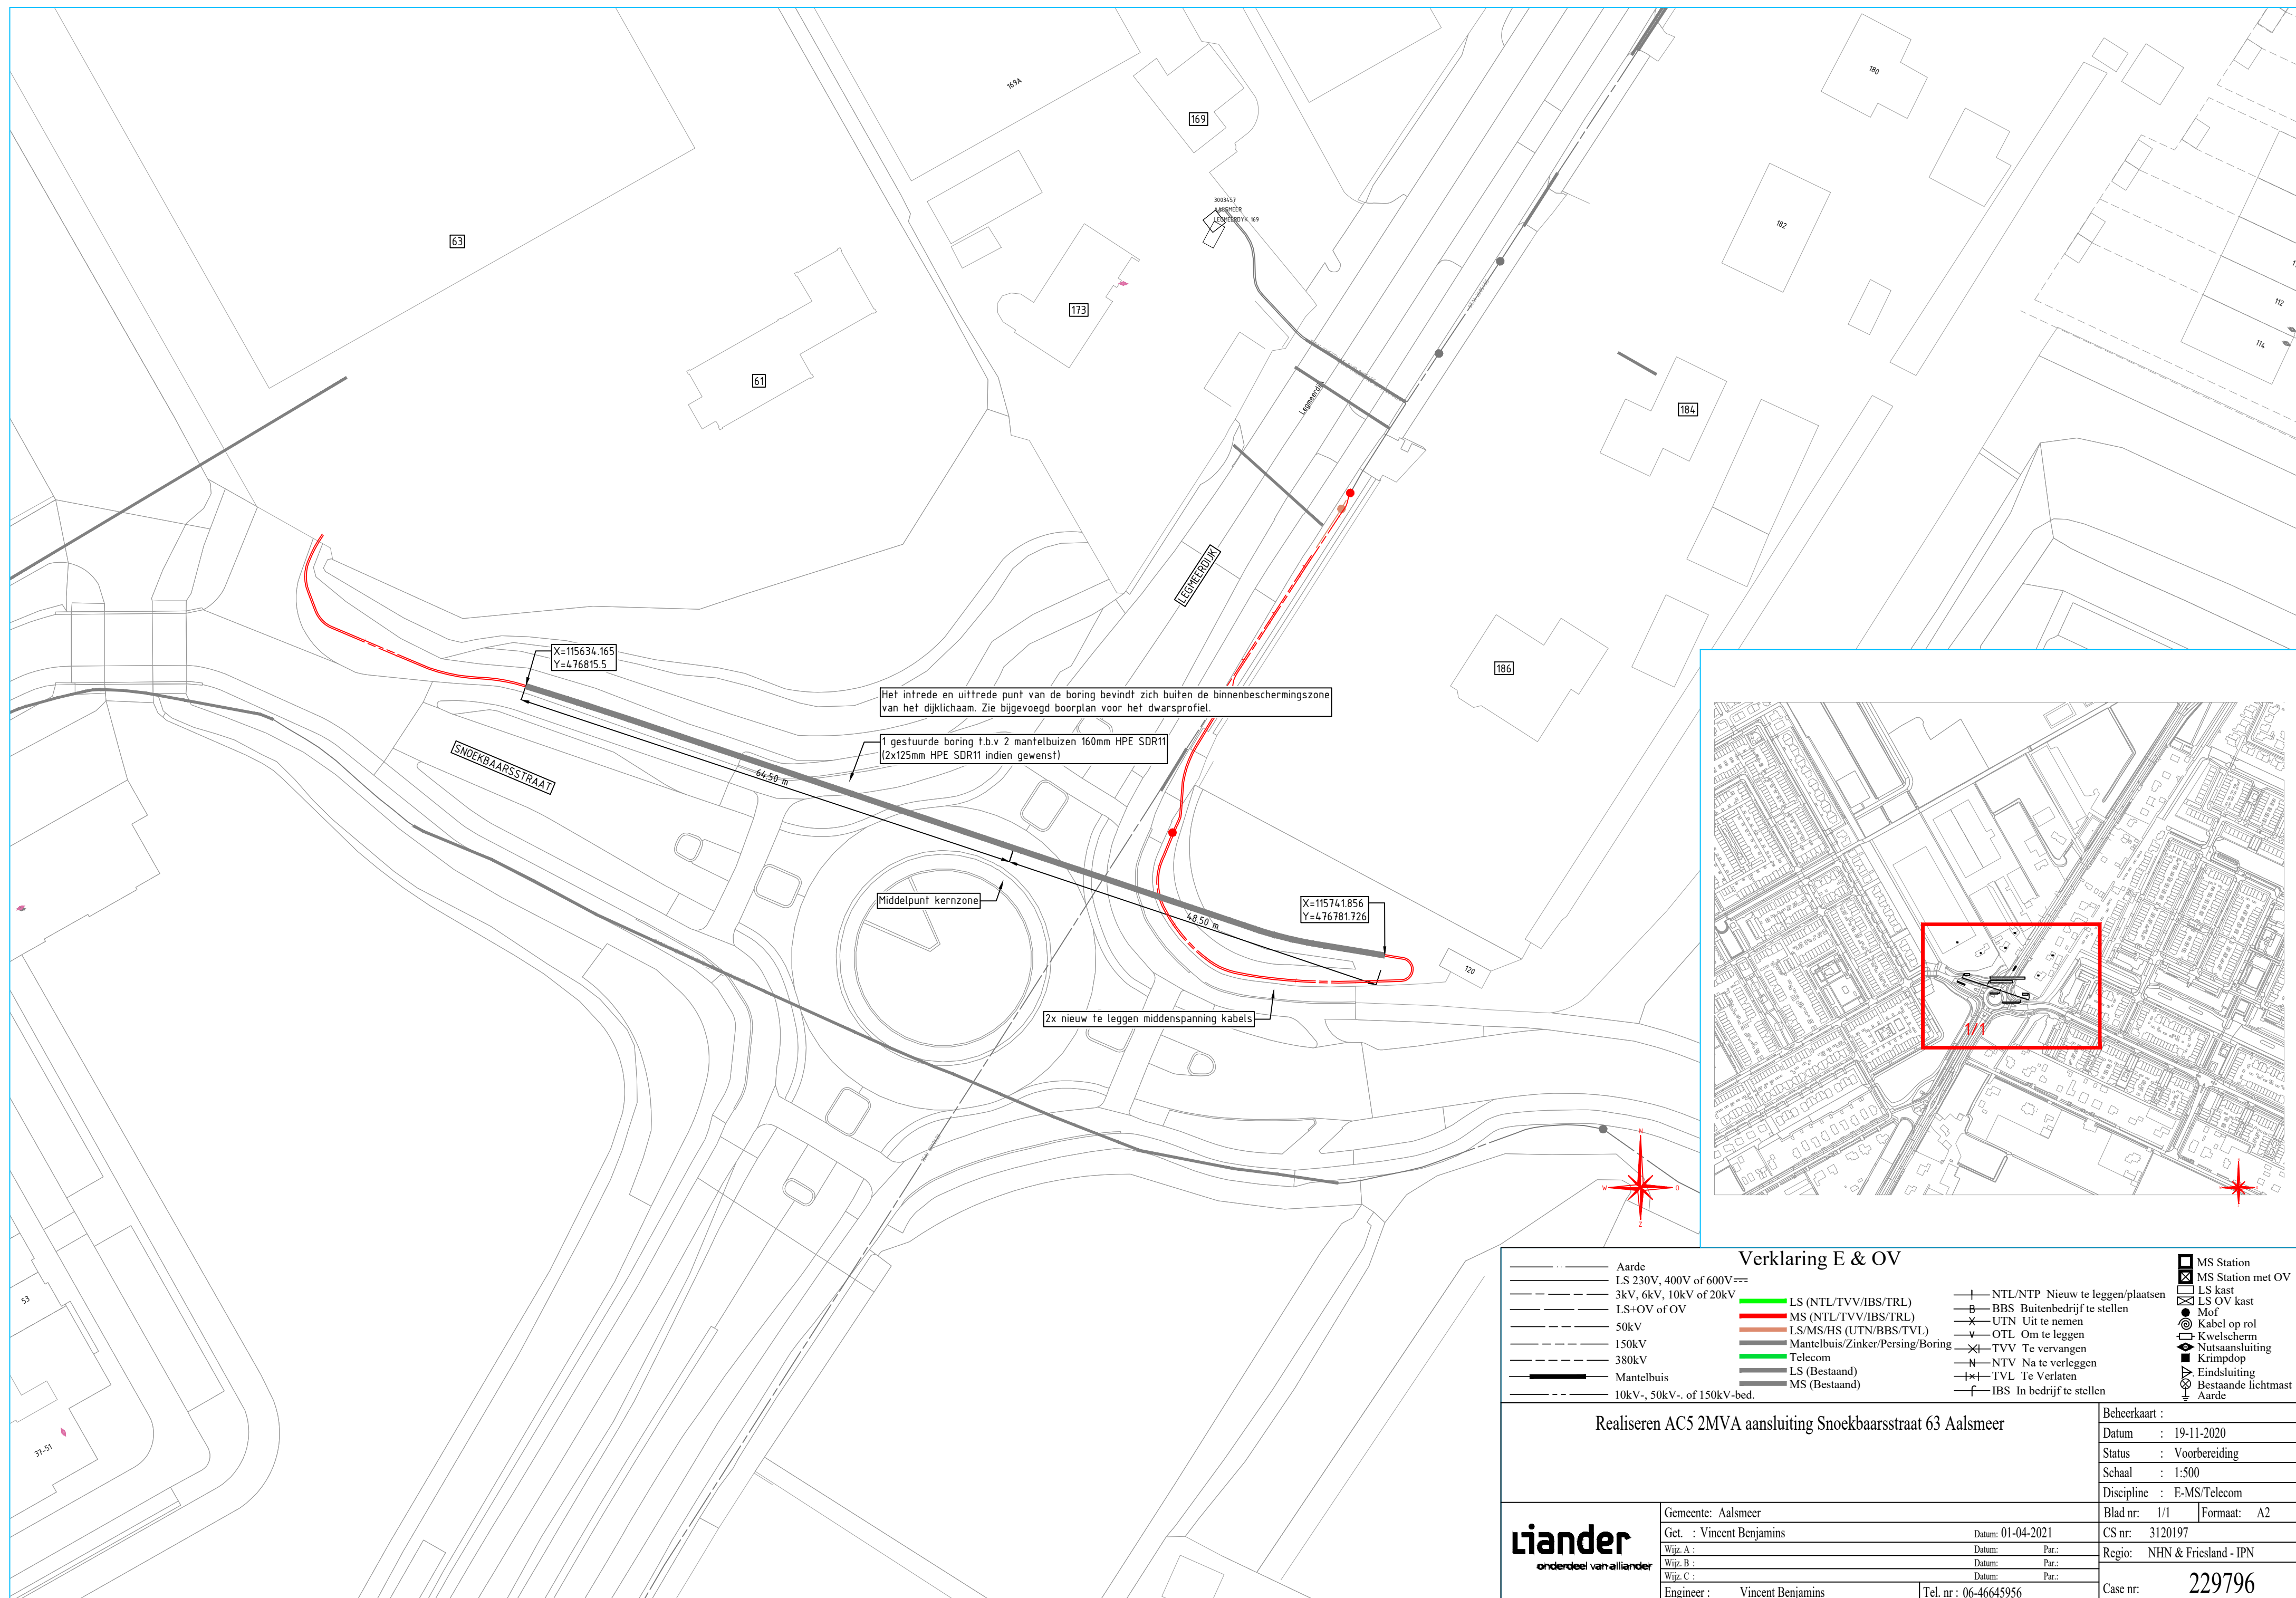 169A
169
180
63
3003457
AALSMEER
LEGMEERDYK 169
182
173
112
61
Legmeerdijk
114
184
LEGMEERDIJK
X=115634.165
Y=476815.5
186
Het intrede en uittrede punt van de boring bevindt zich buiten de binnenbeschermingszone
van het dijklichaam. Zie bijgevoegd boorplan voor het dwarsprofiel.
1 gestuurde boring t.b.v 2 mantelbuizen 160mm HPE SDR11
(2x125mm HPE SDR11 indien gewenst)
SNOEKBAARSSTRAAT
64.50 m
Middelpunt kernzone
X=115741.856
Y=476781.726
48.50 m
120
2x nieuw te leggen middenspanning kabels
1/1
N
W
O
Z
53
37-51
Verklaring E & OV
Aarde
LS 230V, 400V of 600V
3kV, 6kV, 10kV of 20kV
LS+OV of OV
50kV
150kV
380kV
Mantelbuis
10kV-, 50kV-. of 150kV-bed.
LS (NTL/TVV/IBS/TRL)
MS (NTL/TVV/IBS/TRL)
LS/MS/HS (UTN/BBS/TVL)
Mantelbuis/Zinker/Persing/Boring
Telecom
LS (Bestaand)
MS (Bestaand)
NTL/NTP Nieuw te leggen/plaatsen
B BBS Buitenbedrijf te stellen
UTN Uit te nemen
OTL Om te leggen
TVV Te vervangen
N NTV Na te verleggen
TVL Te Verlaten
IBS In bedrijf te stellen
MS Station
MS Station met OV
LS kast
LS OV kast
Mof
Kabel op rol
Kwelscherm
Nutsaansluiting
Krimpdop
Eindsluiting
Bestaande lichtmast
Aarde
Realiseren AC5 2MVA aansluiting Snoekbaarsstraat 63 Aalsmeer
Beheerkaart :
Datum : 19-11-2020
Status : Voorbereiding
Schaal : 1:500
Discipline : E-MS/Telecom
Blad nr: 1/1 Formaat: A2
CS nr: 3120197
Regio: NHN & Friesland - IPN
Case nr: 229796
liander
onderdeel van alliander
Gemeente: Aalsmeer
Get. : Vincent Benjamins Datum: 01-04-2021
Wijz. A : Datum: Par.:
Wijz. B : Datum: Par.:
Wijz. C : Datum: Par.:
Engineer : Vincent Benjamins Tel. nr : 06-46645956